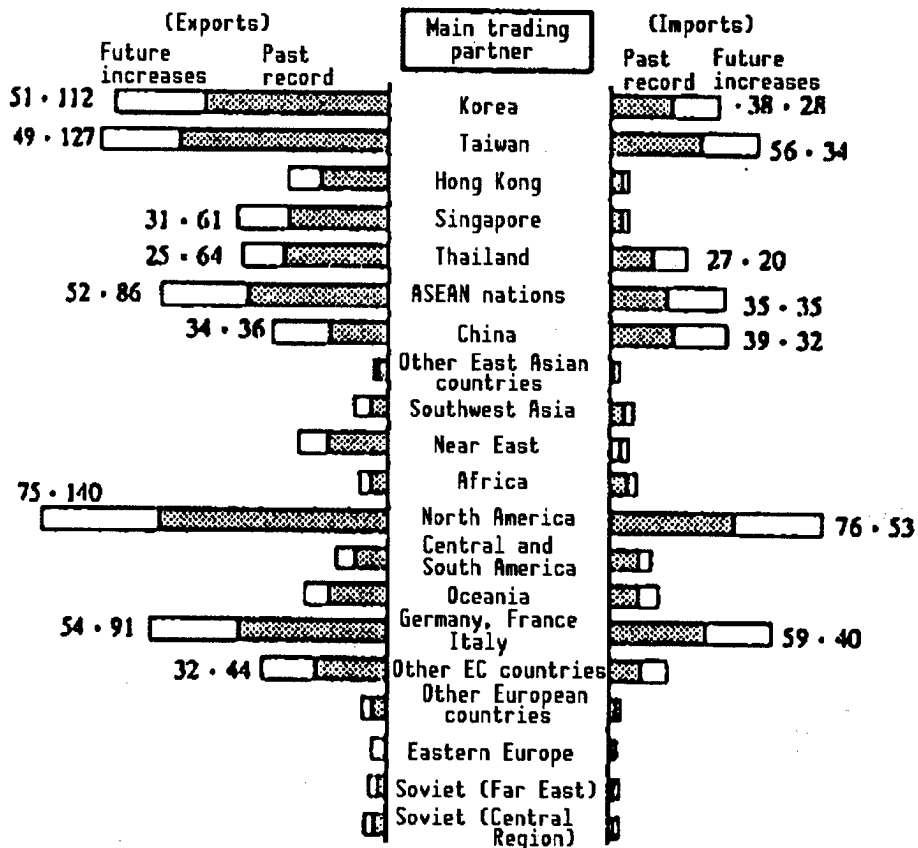 (Exports)
Main trading
partner
(Imports)
Future
increases
Past
record
Past
record
Future
increases
51 · 112
Korea
· 38 · 28
49 · 127
Taiwan
56 · 34
Hong Kong
31 · 61
Singapore
25 · 64
Thailand
27 · 20
52 · 86
ASEAN nations
35 · 35
34 · 36
China
39 · 32
Other East Asian
countries
Southwest Asia
Near East
Africa
75 · 140
North America
76 · 53
Central and
South America
Oceania
54 · 91
Germany, France
Italy
59 · 40
32 · 44
Other EC countries
Other European
countries
Eastern Europe
Soviet (Far East)
Soviet (Central
Region)